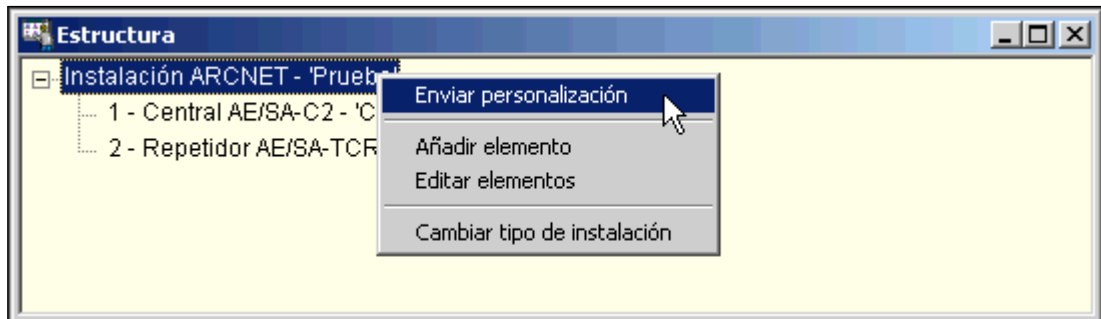 Estructura
Instalación ARCNET - 'Prueba'
Enviar personalización
1 - Central AE/SA-C2 - 'C
Añadir elemento
2 - Repetidor AE/SA-TCR
Editar elementos
Cambiar tipo de instalación